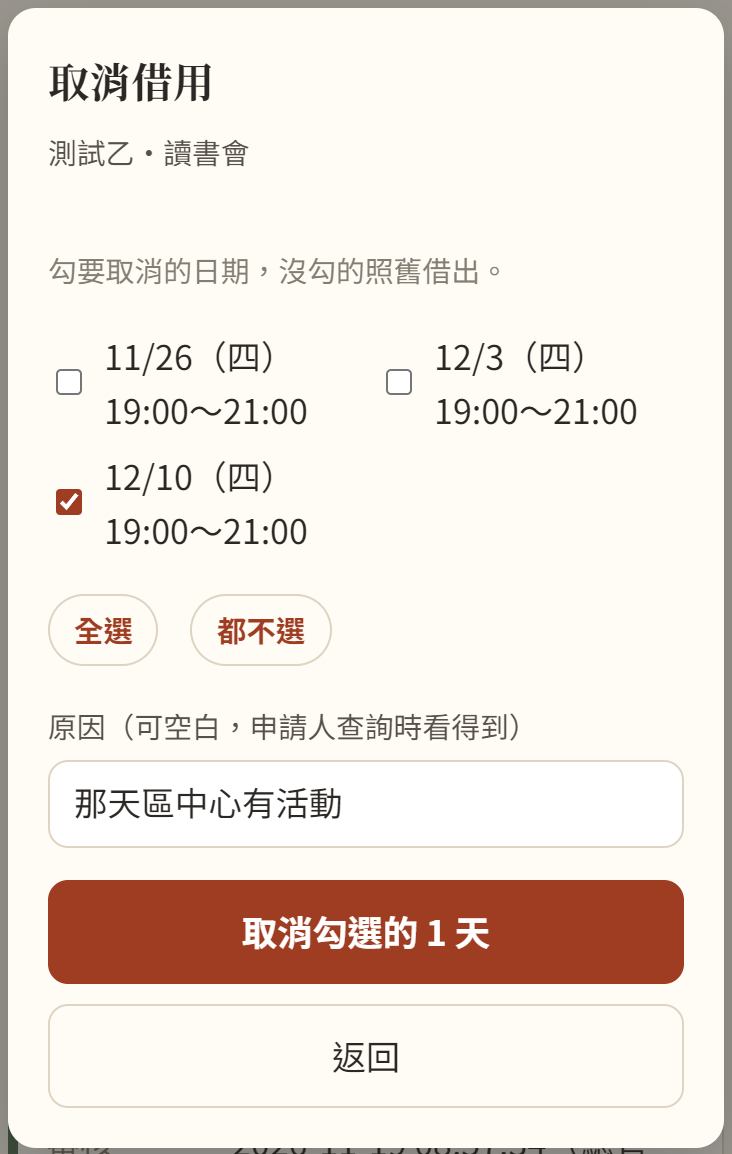 取消借用
測試乙・讀書會
勾要取消的日期，沒勾的照舊借出。
11/26（四）
19:00～21:00
12/3（四）
19:00～21:00
12/10（四）
19:00～21:00
全選
都不選
原因（可空白，申請人查詢時看得到）
那天區中心有活動
取消勾選的 1 天
返回